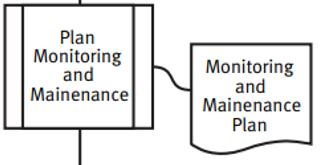 Plan
Monitoring
and
Mainenance
Monitoring
and
Mainenance
Plan